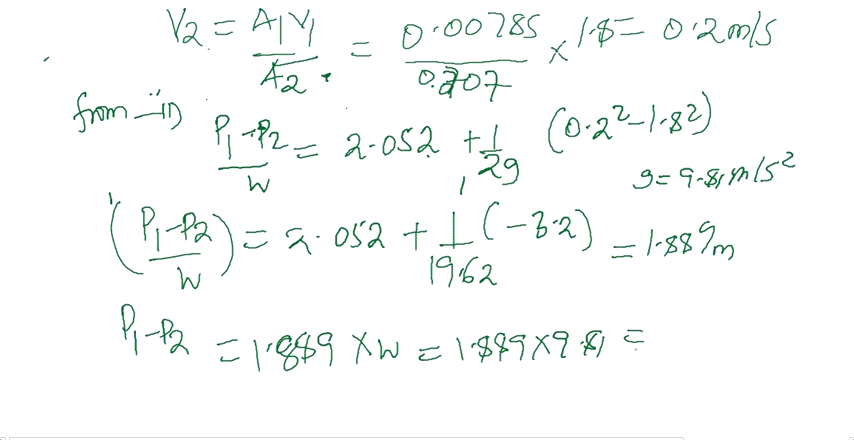 V2 = A1V1/A2 = 0.00785/0.707 × 1.8 = 0.2 m/s
from - ii)
P1-P2/W = 2.052 + 1/2g (0.2² - 1.8²)
g = 9.81 m/s²
(P1-P2/W) = 2.052 + 1/19.62 (-3.2) = 1.889m
P1-P2 = 1.889 × W = 1.889 × 9.81 =